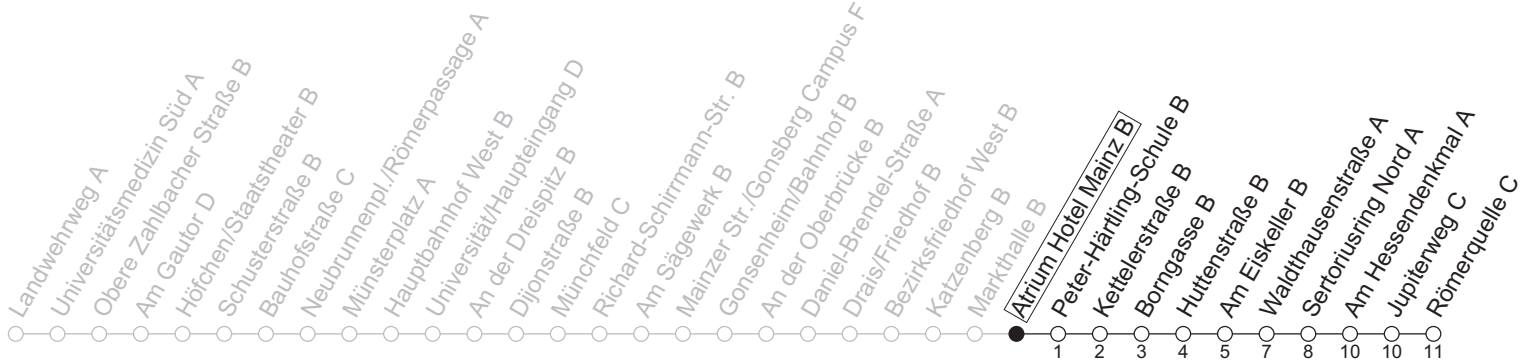 Landwehrweg A
Universitätsmedizin Süd A
Obere Zahlbacher Straße B
Am Gautor D
Höfchen/Staatstheater B
Schusterstraße B
Bauhofstraße C
Neubrunnenpl./Römerpassage A
Münsterplatz A
Hauptbahnhof West B
Universität/Haupteingang D
An der Dreispitz B
Dijonstraße B
Münchfeld C
Richard-Schirrmann-Str. B
Am Sägewerk B
Mainzer Str./Gonsberg Campus F
Gonsenheim/Bahnhof B
An der Oberbrücke B
Daniel-Brendel-Straße A
Drais/Friedhof B
Bezirksfriedhof West B
Katzenberg B
Markthalle B
Atrium Hotel Mainz B
Peter-Härtling-Schule B
Kettelerstraße B
Borngasse B
Huttenstraße B
Am Eiskeller B
Waldthausenstraße A
Sertoriusring Nord A
Am Hessendenkmal A
Jupiterweg C
Römerquelle C
1 2 3 4 5 7 8 10 10 11